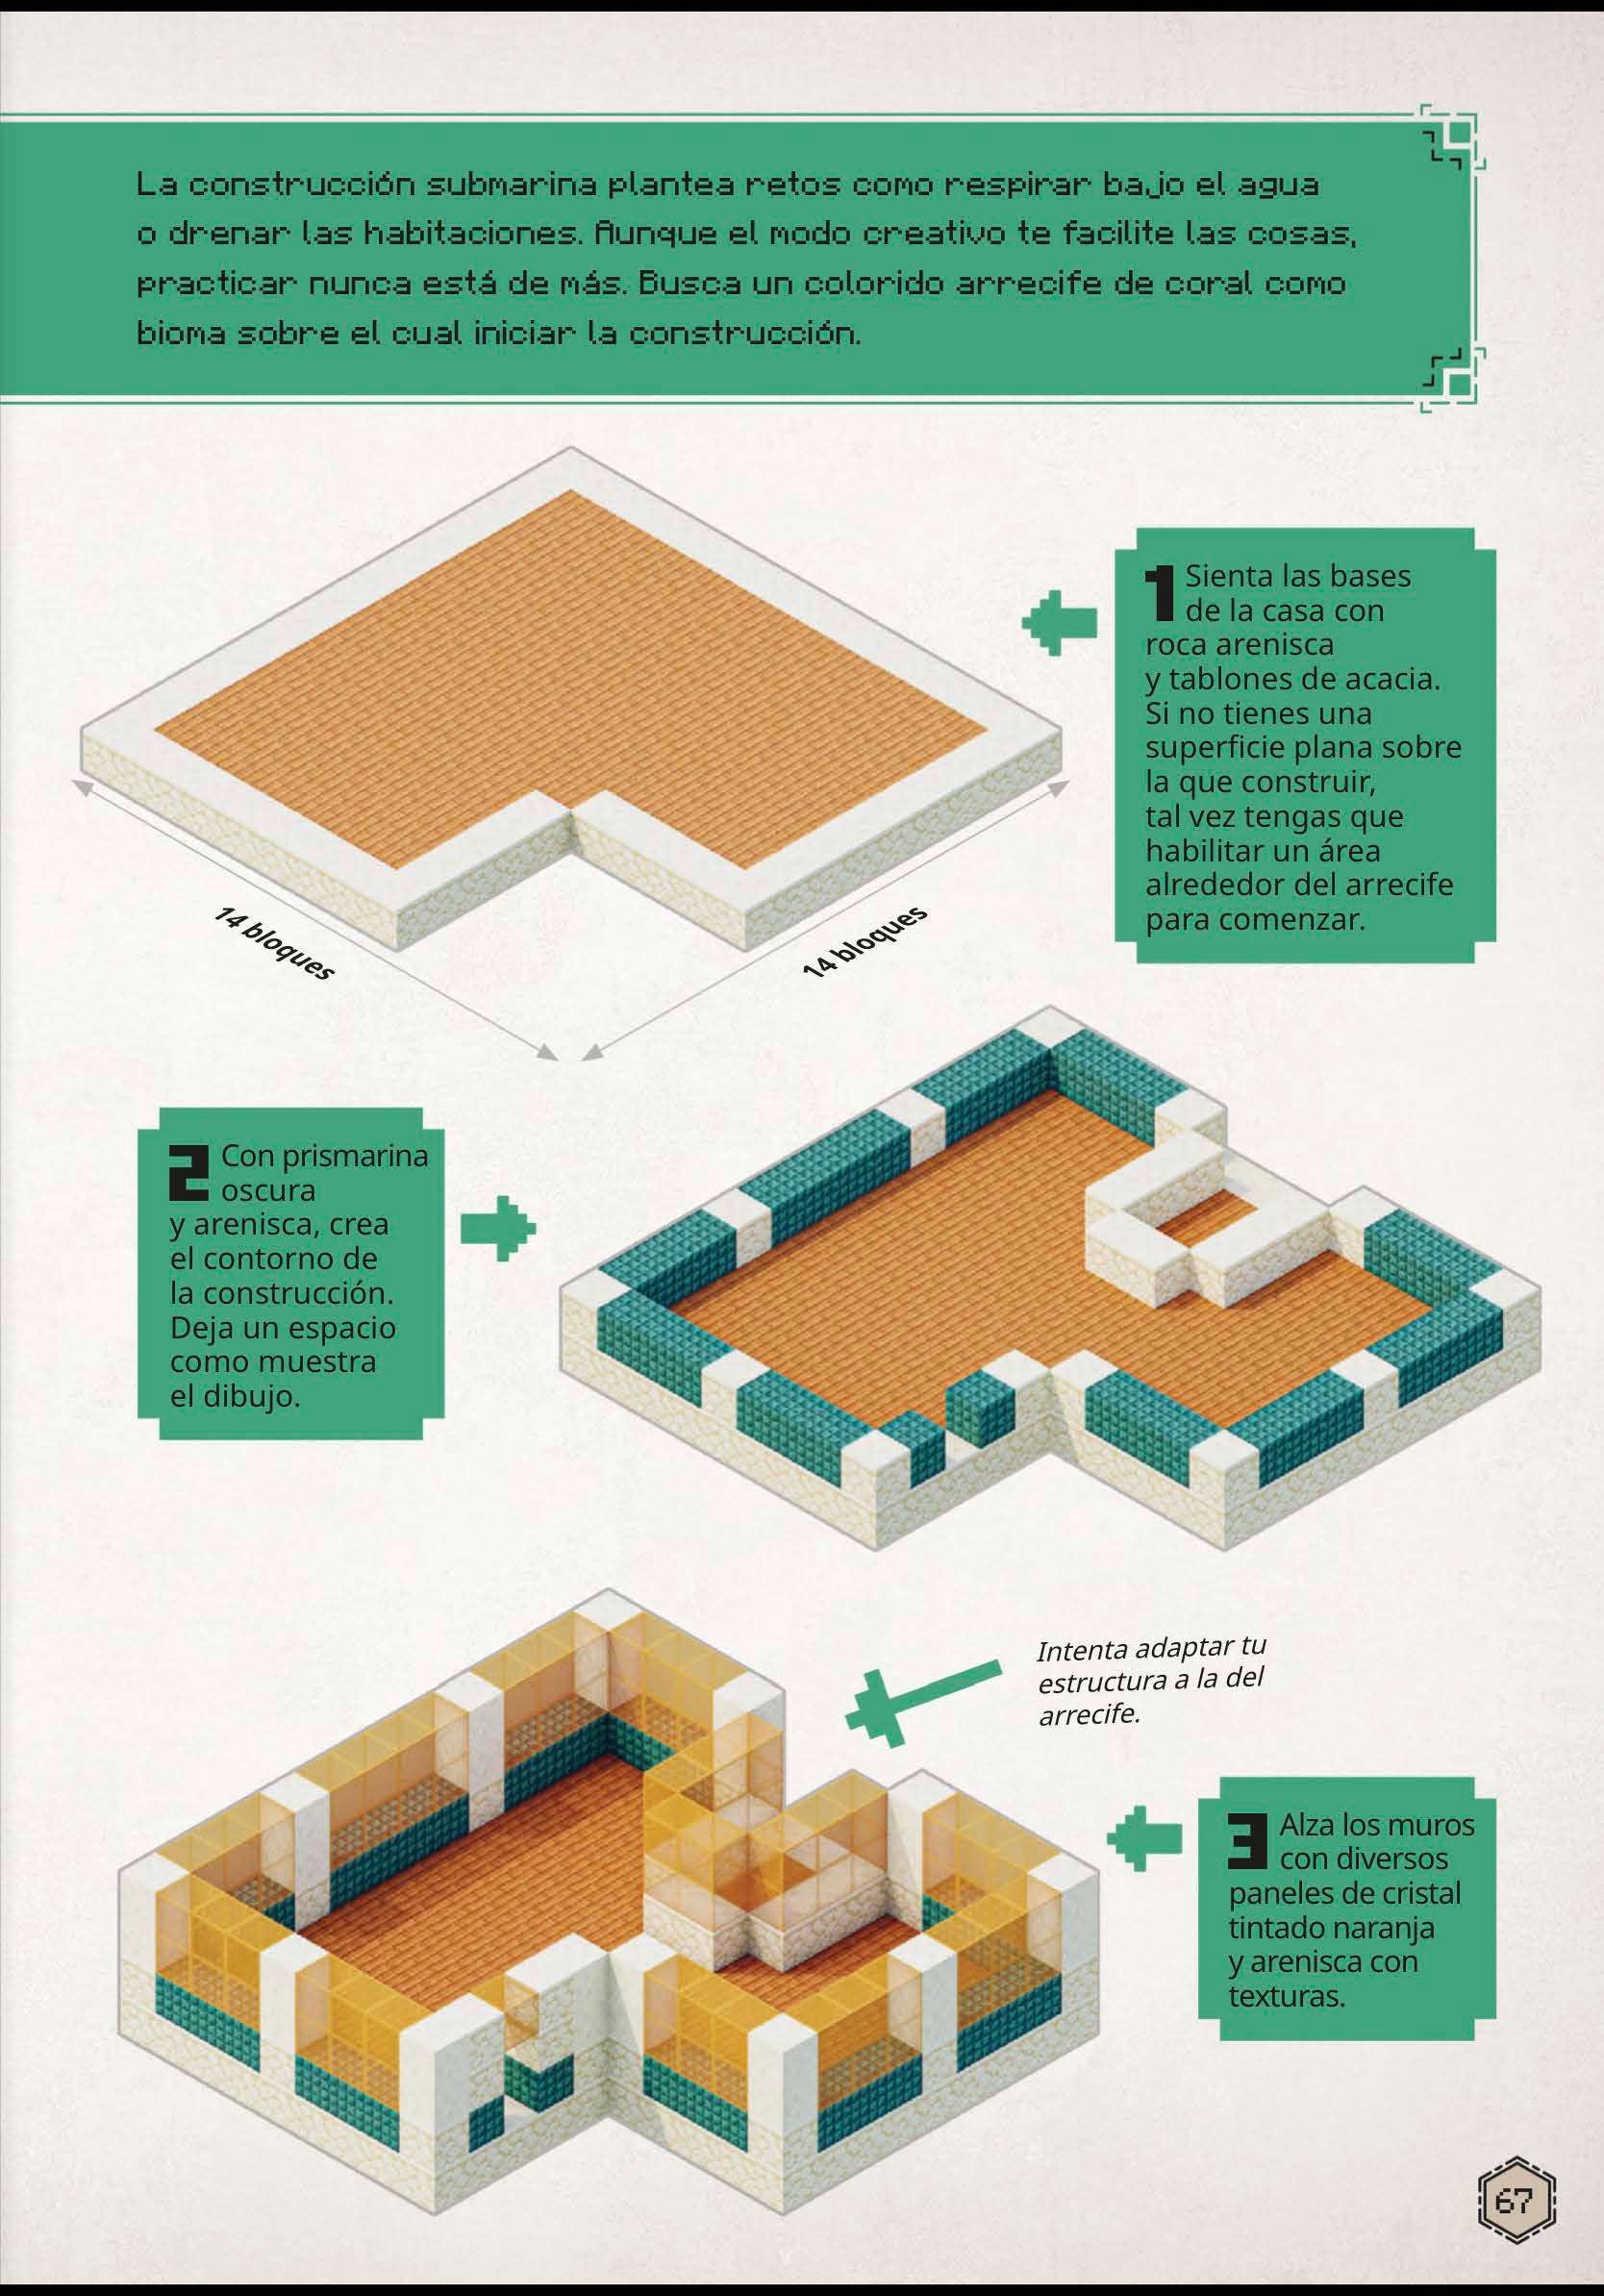 La construcción submarina plantea retos como respirar bajo el agua
o drenar las habitaciones. Aunque el modo creativo te facilite las cosas,
practicar nunca está de más. Busca un colorido arrecife de coral como
bioma sobre el cual iniciar la construcción.
1 Sienta las bases
de la casa con
roca arenisca
y tablones de acacia.
Si no tienes una
superficie plana sobre
la que construir,
tal vez tengas que
habilitar un área
alrededor del arrecife
para comenzar.
14 bloques
14 bloques
2 Con prismarina
oscura
y arenisca, crea
el contorno de
la construcción.
Deja un espacio
como muestra
el dibujo.
Intenta adaptar tu
estructura a la del
arrecife.
3 Alza los muros
con diversos
paneles de cristal
tintado naranja
y arenisca con
texturas.
67